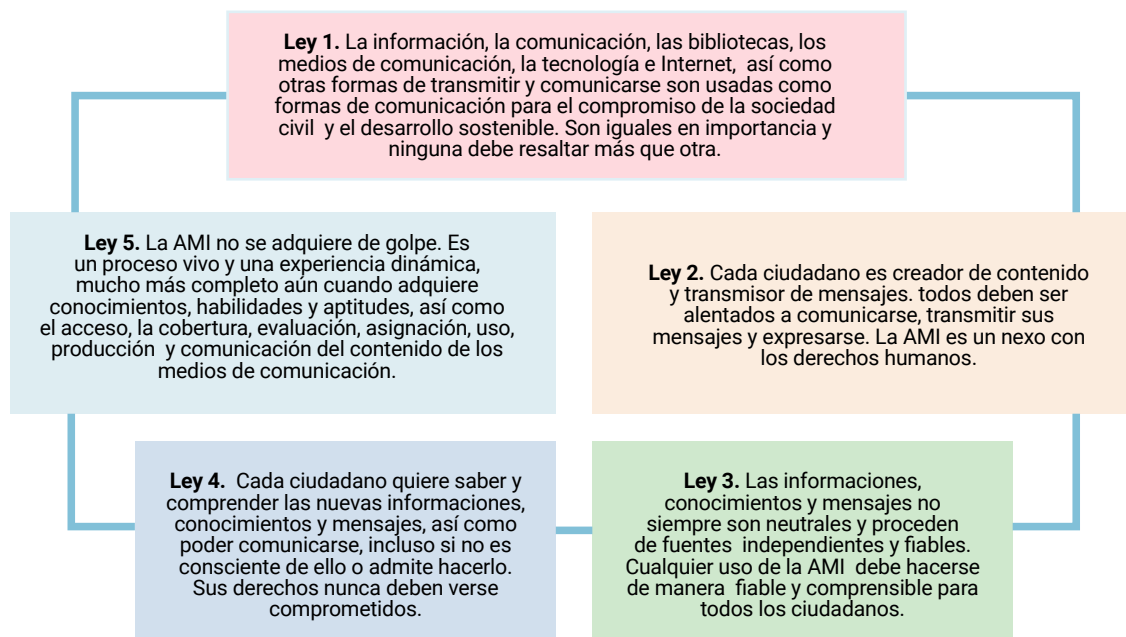 Ley 1. La información, la comunicación, las bibliotecas, los
medios de comunicación, la tecnología e Internet, así como
otras formas de transmitir y comunicarse son usadas como
formas de comunicación para el compromiso de la sociedad
civil y el desarrollo sostenible. Son iguales en importancia y
ninguna debe resaltar más que otra.
Ley 2. Cada ciudadano es creador de contenido
y transmisor de mensajes. todos deben ser
alentados a comunicarse, transmitir sus
mensajes y expresarse. La AMI es un nexo con
los derechos humanos.
Ley 3. Las informaciones,
conocimientos y mensajes no
siempre son neutrales y proceden
de fuentes independientes y fiables.
Cualquier uso de la AMI debe hacerse
de manera fiable y comprensible para
todos los ciudadanos.
Ley 4. Cada ciudadano quiere saber y
comprender las nuevas informaciones,
conocimientos y mensajes, así como
poder comunicarse, incluso si no es
consciente de ello o admite hacerlo.
Sus derechos nunca deben verse
comprometidos.
Ley 5. La AMI no se adquiere de golpe. Es
un proceso vivo y una experiencia dinámica,
mucho más completo aún cuando adquiere
conocimientos, habilidades y aptitudes, así como
el acceso, la cobertura, evaluación, asignación, uso,
producción y comunicación del contenido de los
medios de comunicación.